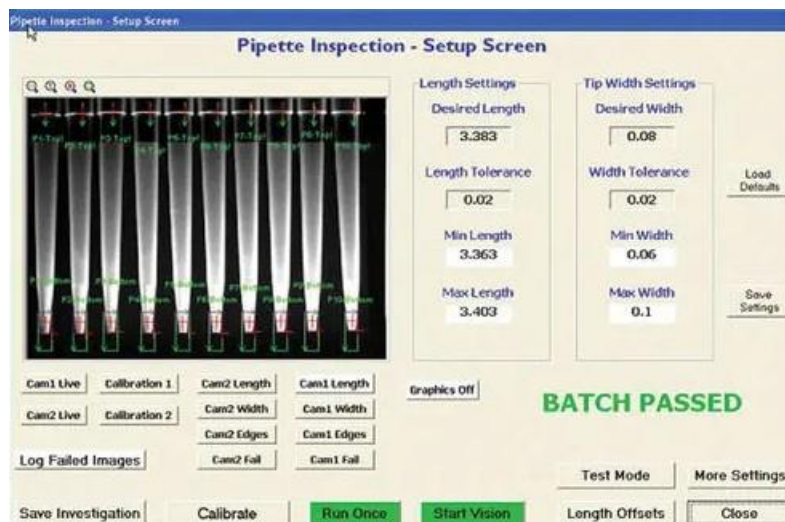 Pipette Inspection - Setup Screen
Pipette Inspection - Setup Screen
Length Settings
Desired Length
3.383
Length Tolerance
0.02
Min Length
3.363
Max Length
3.403
Tip Width Settings
Desired Width
0.08
Width Tolerance
0.02
Min Width
0.06
Max Width
0.1
Load
Defaults
Save
Settings
Cam1 Live
Calibration 1
Cam2 Length
Cam1 Length
Graphics Off
Cam2 Live
Calibration 2
Cam2 Width
Cam1 Width
Cam2 Edges
Cam1 Edges
BATCH PASSED
Log Failed Images
Cam2 Fail
Cam1 Fail
Test Mode
More Settings
Save Investigation
Calibrate
Run Once
Start Vision
Length Offsets
Close